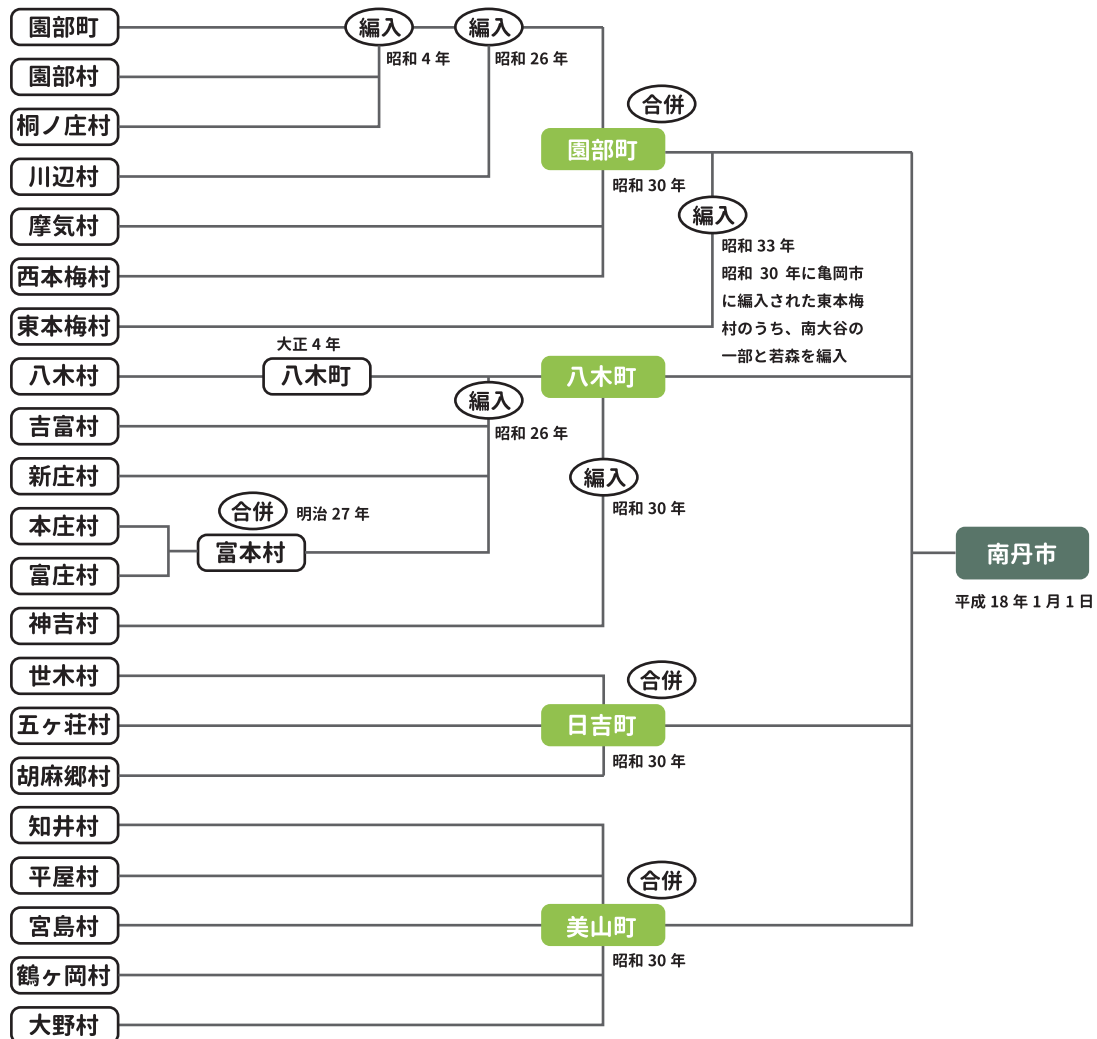 園部町
編入
編入
昭和 4 年
昭和 26 年
園部村
桐ノ庄村
合併
園部町
昭和 30 年
川辺村
摩気村
編入
昭和 33 年
昭和 30 年に亀岡市
に編入された東本梅
村のうち、南大谷の
一部と若森を編入
西本梅村
東本梅村
大正 4 年
八木村
八木町
八木町
編入
昭和 26 年
吉富村
新庄村
編入
昭和 30 年
合併
明治 27 年
本庄村
富本村
富庄村
神吉村
南丹市
平成 18 年 1 月 1 日
世木村
合併
五ヶ荘村
日吉町
昭和 30 年
胡麻郷村
知井村
平屋村
合併
宮島村
美山町
昭和 30 年
鶴ヶ岡村
大野村